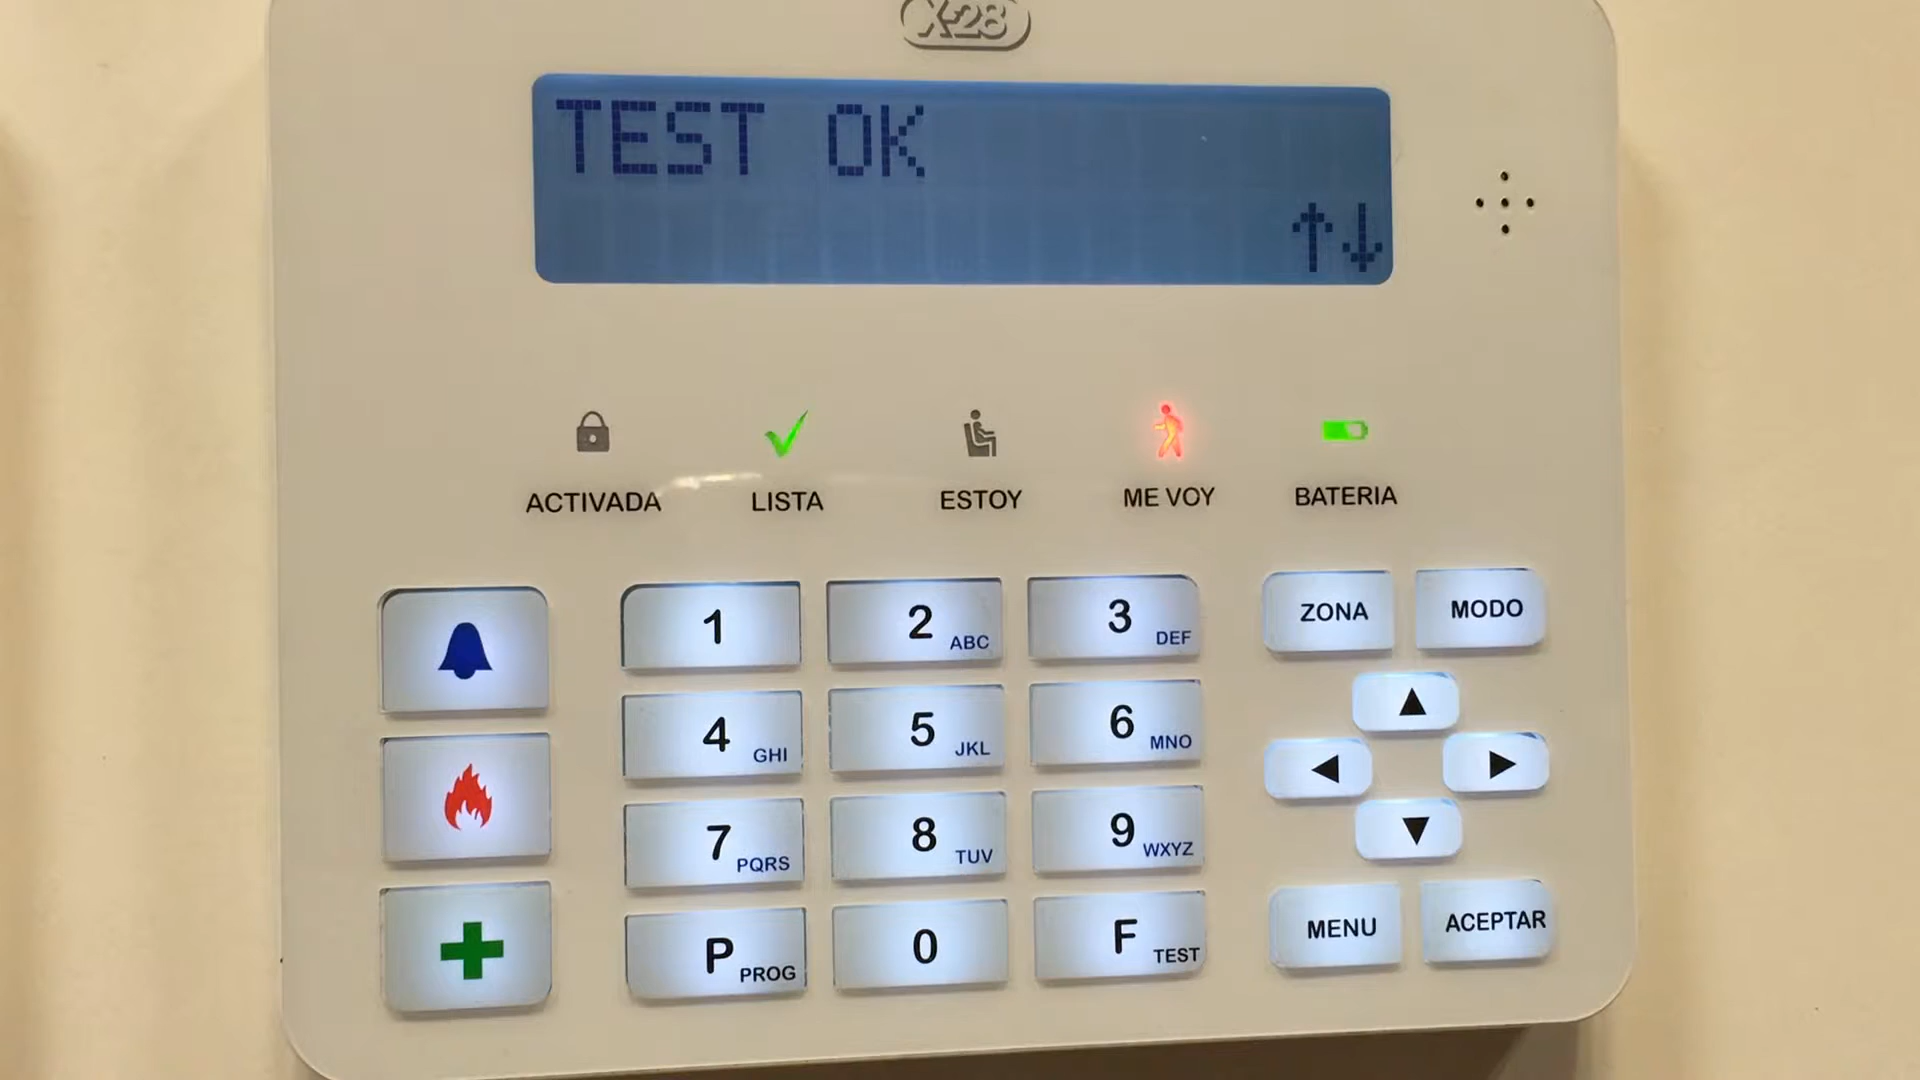 X-28
TEST OK
↑↓
ACTIVADA LISTA ESTOY ME VOY BATERIA
1 2 ABC 3 DEF ZONA MODO
4 GHI 5 JKL 6 MNO
7 PQRS 8 TUV 9 WXYZ
P PROG 0 F TEST MENU ACEPTAR